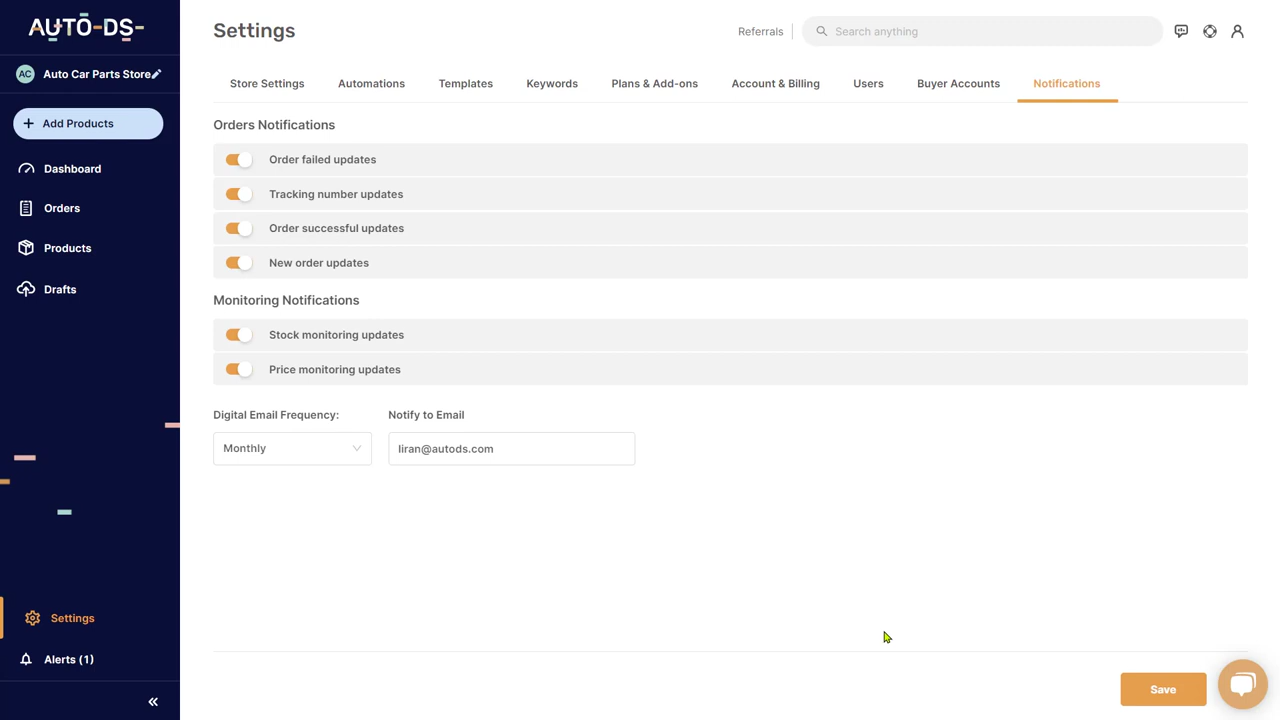 AUTO-DS-
AC Auto Car Parts Store
+ Add Products
Dashboard
Orders
Products
Drafts
Settings
Alerts (1)
Settings
Referrals
Search anything
Store Settings Automations Templates Keywords Plans & Add-ons Account & Billing Users Buyer Accounts Notifications
Orders Notifications
Order failed updates
Tracking number updates
Order successful updates
New order updates
Monitoring Notifications
Stock monitoring updates
Price monitoring updates
Digital Email Frequency: Notify to Email
Monthly liran@autods.com
Save